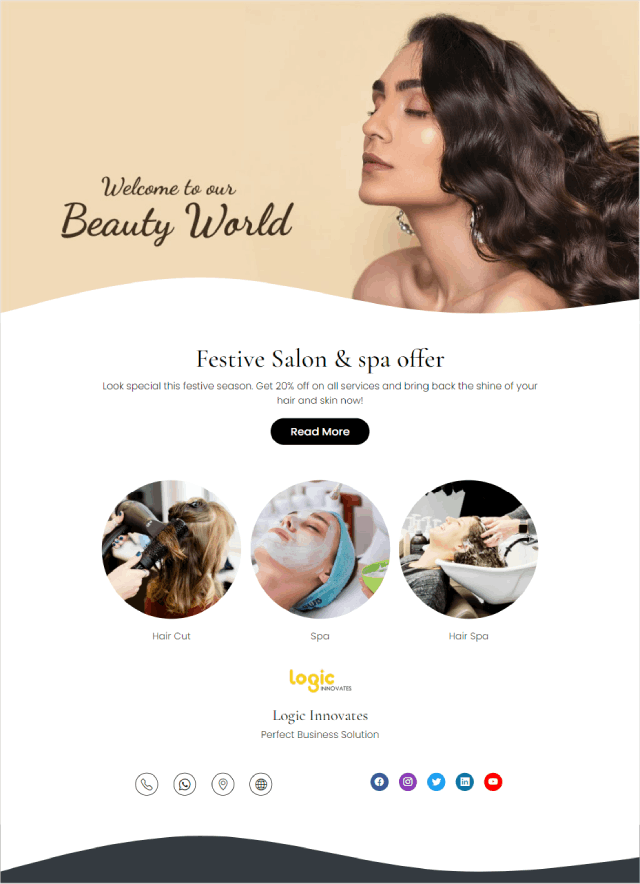 Welcome to our
Beauty World
Festive Salon & spa offer
Look special this festive season. Get 20% off on all services and bring back the shine of your
hair and skin now!
Read More
Hair Cut
Spa
Hair Spa
logic
INNOVATES
Logic Innovates
Perfect Business Solution